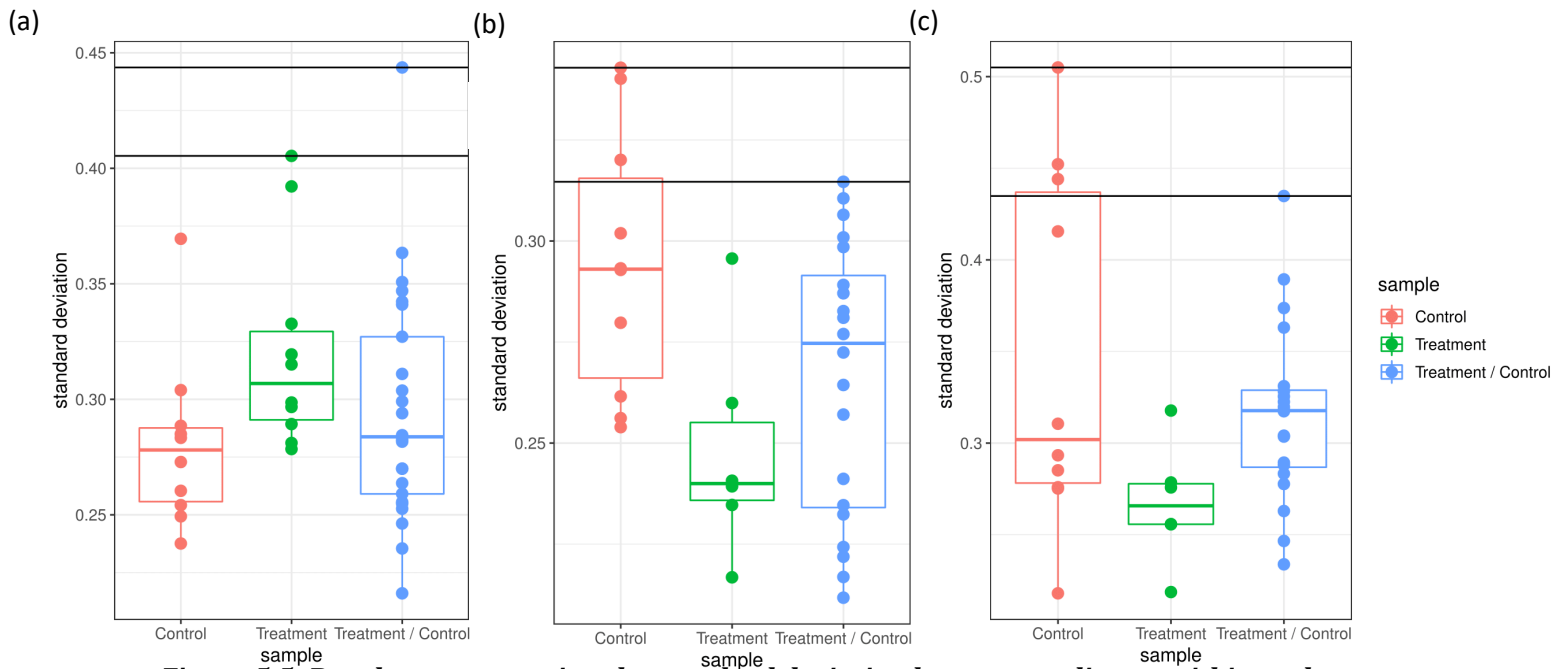 (a)
(b)
(c)
0.45
0.40
0.35
0.30
0.25
standard deviation
Control
Treatment
Treatment / Control
sample
0.30
0.25
standard deviation
Control
Treatment
Treatment / Control
sample
0.5
0.4
0.3
standard deviation
Control
Treatment
Treatment / Control
sample
Control
Treatment
Treatment / Control